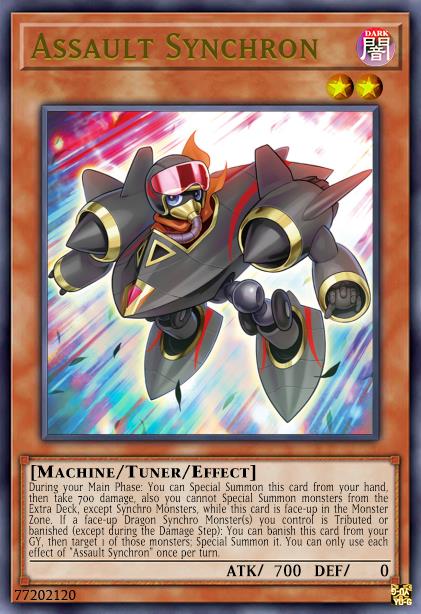 ASSAULT SYNCHRON
DARK
闇
[MACHINE/TUNER/EFFECT]
During your Main Phase: You can Special Summon this card from your hand,
then take 700 damage, also you cannot Special Summon monsters from the
Extra Deck, except Synchro Monsters, while this card is face-up in the Monster
Zone. If a face-up Dragon Synchro Monster(s) you control is Tributed or
banished (except during the Damage Step): You can banish this card from your
GY, then target 1 of those monsters; Special Summon it. You can only use each
effect of "Assault Synchron" once per turn.
ATK/ 700 DEF/ 0
77202120